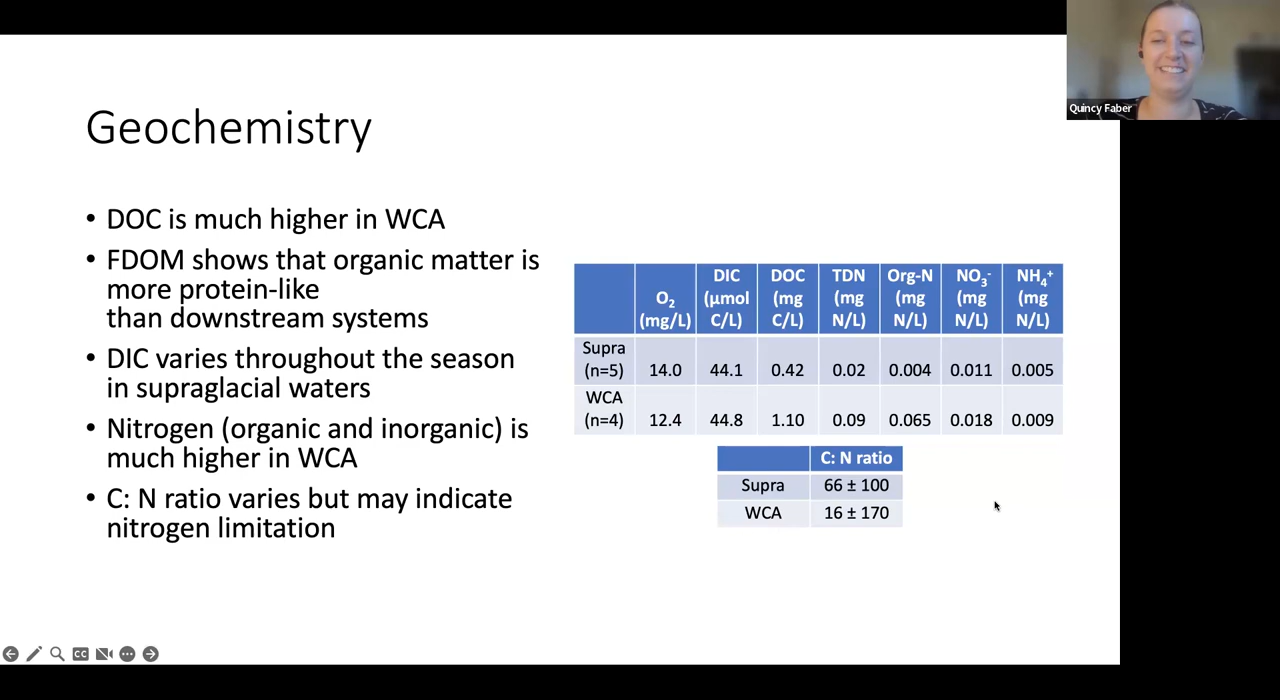 Quincy Faber
Geochemistry
• DOC is much higher in WCA
• FDOM shows that organic matter is
more protein-like
than downstream systems
• DIC varies throughout the season
in supraglacial waters
• Nitrogen (organic and inorganic) is
much higher in WCA
• C: N ratio varies but may indicate
nitrogen limitation
O₂ (mg/L) DIC (µmol C/L) DOC (mg C/L) TDN (mg N/L) Org-N (mg N/L) NO₃⁻ (mg N/L) NH₄⁺ (mg N/L)
Supra (n=5) 14.0 44.1 0.42 0.02 0.004 0.011 0.005
WCA (n=4) 12.4 44.8 1.10 0.09 0.065 0.018 0.009
C: N ratio
Supra 66 ± 100
WCA 16 ± 170
CC